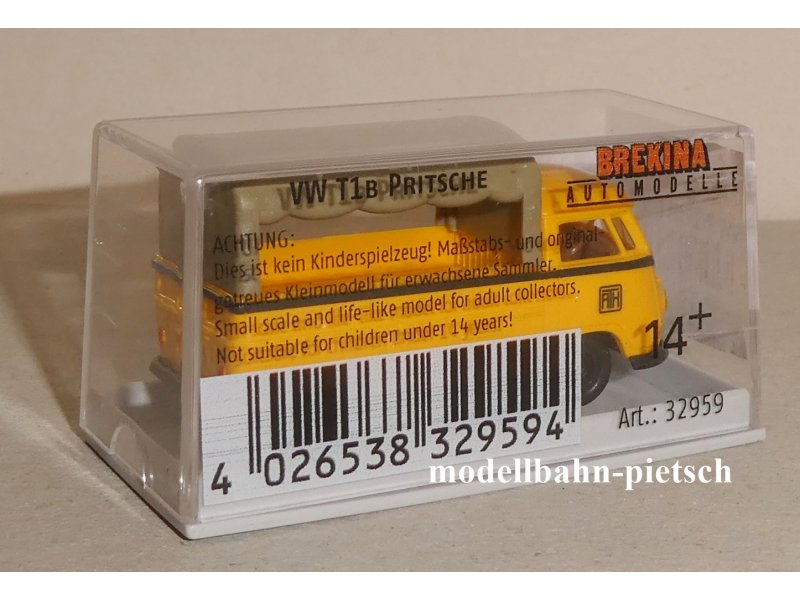 BREKINA
AUTOMODELLE
VW T1B PRITSCHE
ACHTUNG:
Dies ist kein Kinderspielzeug! Maßstabs- und original-
getreues Kleinmodell für erwachsene Sammler.
Small scale and life-like model for adult collectors.
Not suitable for children under 14 years!
14+
ATH
Art.: 32959
4 026538 329594
modellbahn-pietsch